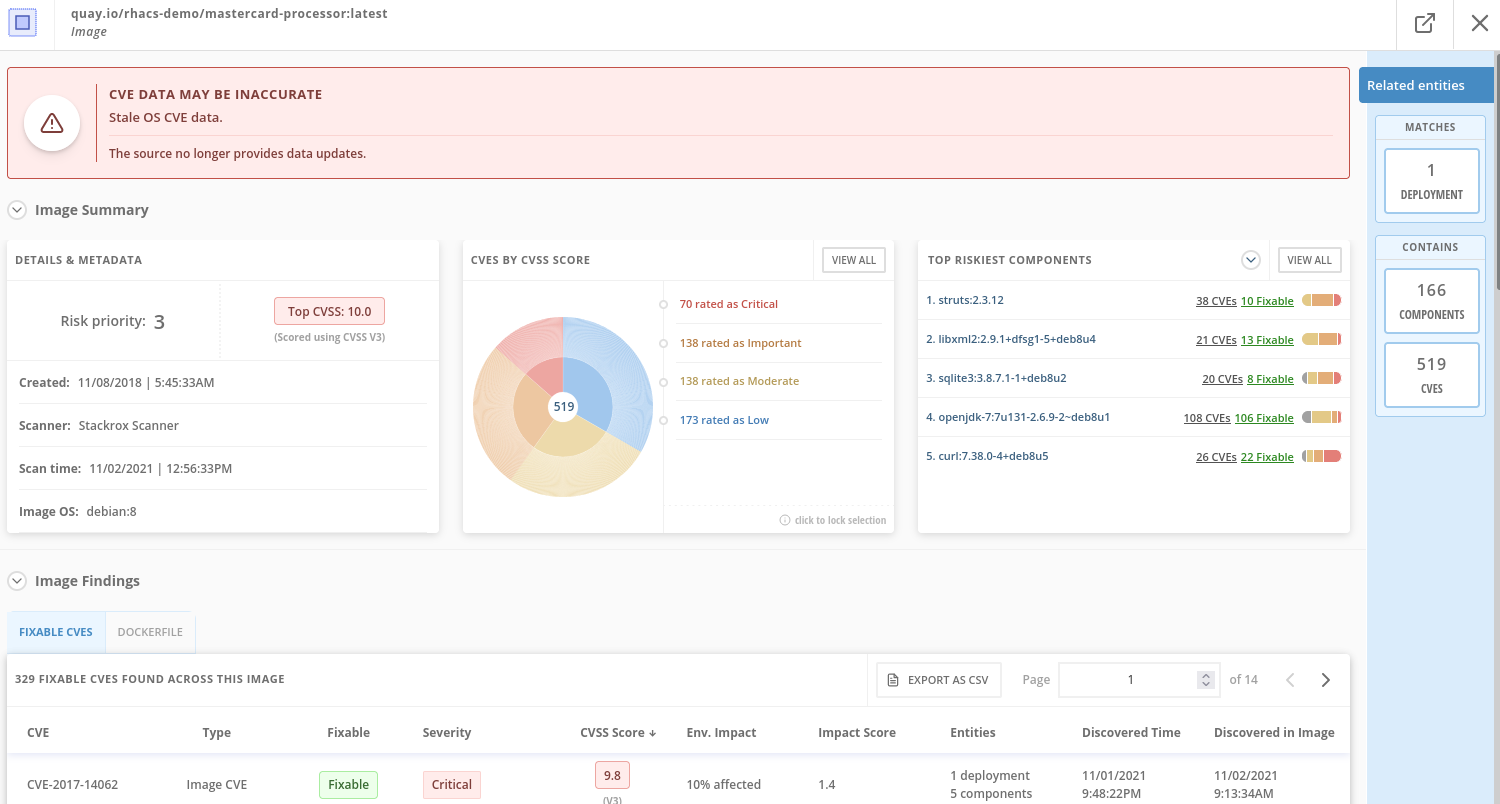 quay.io/rhacs-demo/mastercard-processor:latest
Image
CVE DATA MAY BE INACCURATE
Stale OS CVE data.
The source no longer provides data updates.
Related entities
MATCHES
1
DEPLOYMENT
CONTAINS
166
COMPONENTS
519
CVES
Image Summary
DETAILS & METADATA
Risk priority: 3
Top CVSS: 10.0
(Scored using CVSS V3)
Created: 11/08/2018 | 5:45:33AM
Scanner: Stackrox Scanner
Scan time: 11/02/2021 | 12:56:33PM
Image OS: debian:8
CVES BY CVSS SCORE
VIEW ALL
519
70 rated as Critical
138 rated as Important
138 rated as Moderate
173 rated as Low
click to lock selection
TOP RISKIEST COMPONENTS
VIEW ALL
1. struts:2.3.12 38 CVEs 10 Fixable
2. libxml2:2.9.1+dfsg1-5+deb8u4 21 CVEs 13 Fixable
3. sqlite3:3.8.7.1-1+deb8u2 20 CVEs 8 Fixable
4. openjdk-7:7u131-2.6.9-2~deb8u1 108 CVEs 106 Fixable
5. curl:7.38.0-4+deb8u5 26 CVEs 22 Fixable
Image Findings
FIXABLE CVES DOCKERFILE
329 FIXABLE CVES FOUND ACROSS THIS IMAGE
EXPORT AS CSV
Page 1 of 14
CVE Type Fixable Severity CVSS Score Env. Impact Impact Score Entities Discovered Time Discovered in Image
CVE-2017-14062 Image CVE Fixable Critical 9.8 (V3) 10% affected 1.4 1 deployment 5 components 11/01/2021 9:48:22PM 11/02/2021 9:13:34AM